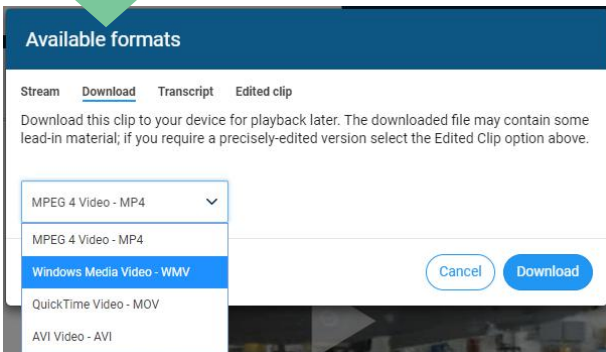 Available formats
Stream Download Transcript Edited clip
Download this clip to your device for playback later. The downloaded file may contain some
lead-in material; if you require a precisely-edited version select the Edited Clip option above.
MPEG 4 Video - MP4
MPEG 4 Video - MP4
Windows Media Video - WMV
Cancel Download
QuickTime Video - MOV
AVI Video - AVI